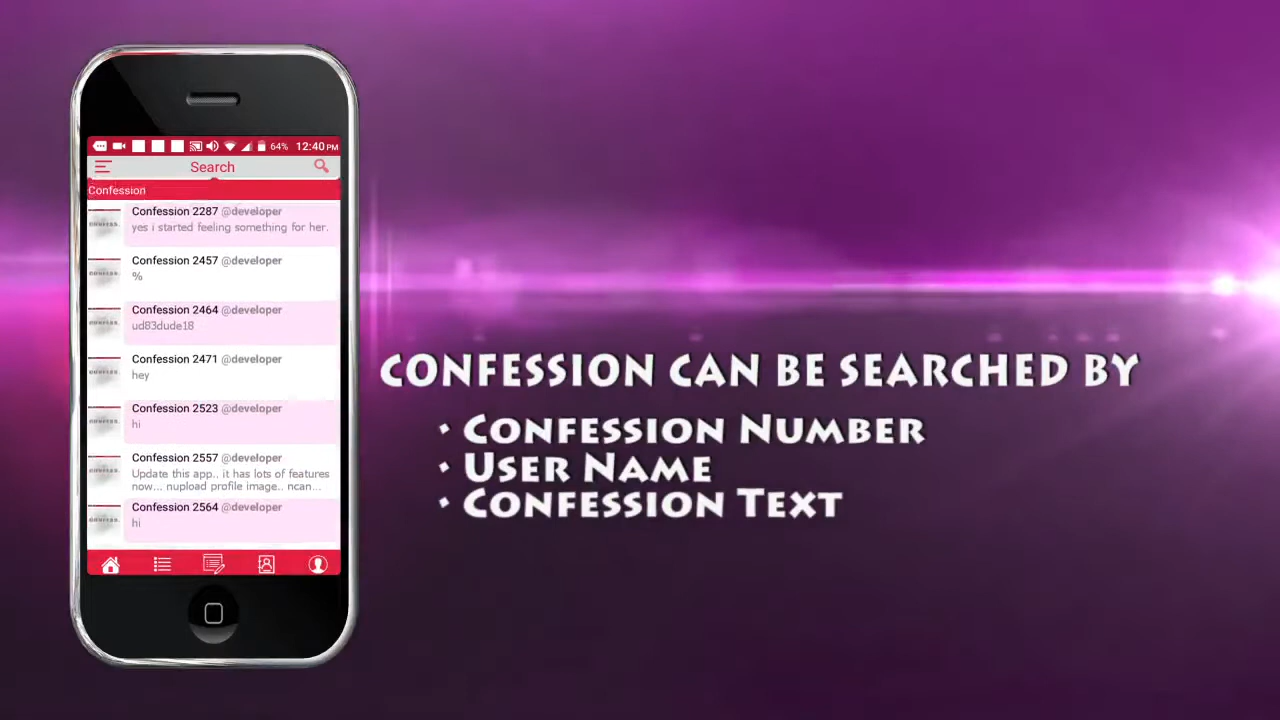 64% 12:40 PM
Search
Confession
Confession 2287 @developer
yes i started feeling something for her.
Confession 2457 @developer
%
Confession 2464 @developer
ud83dude18
Confession 2471 @developer
hey
Confession 2523 @developer
hi
Confession 2557 @developer
Update this app.. it has lots of features
now... nupload profile image.. ncan...
Confession 2564 @developer
hi
CONFESSION CAN BE SEARCHED BY
• CONFESSION NUMBER
• USER NAME
• CONFESSION TEXT